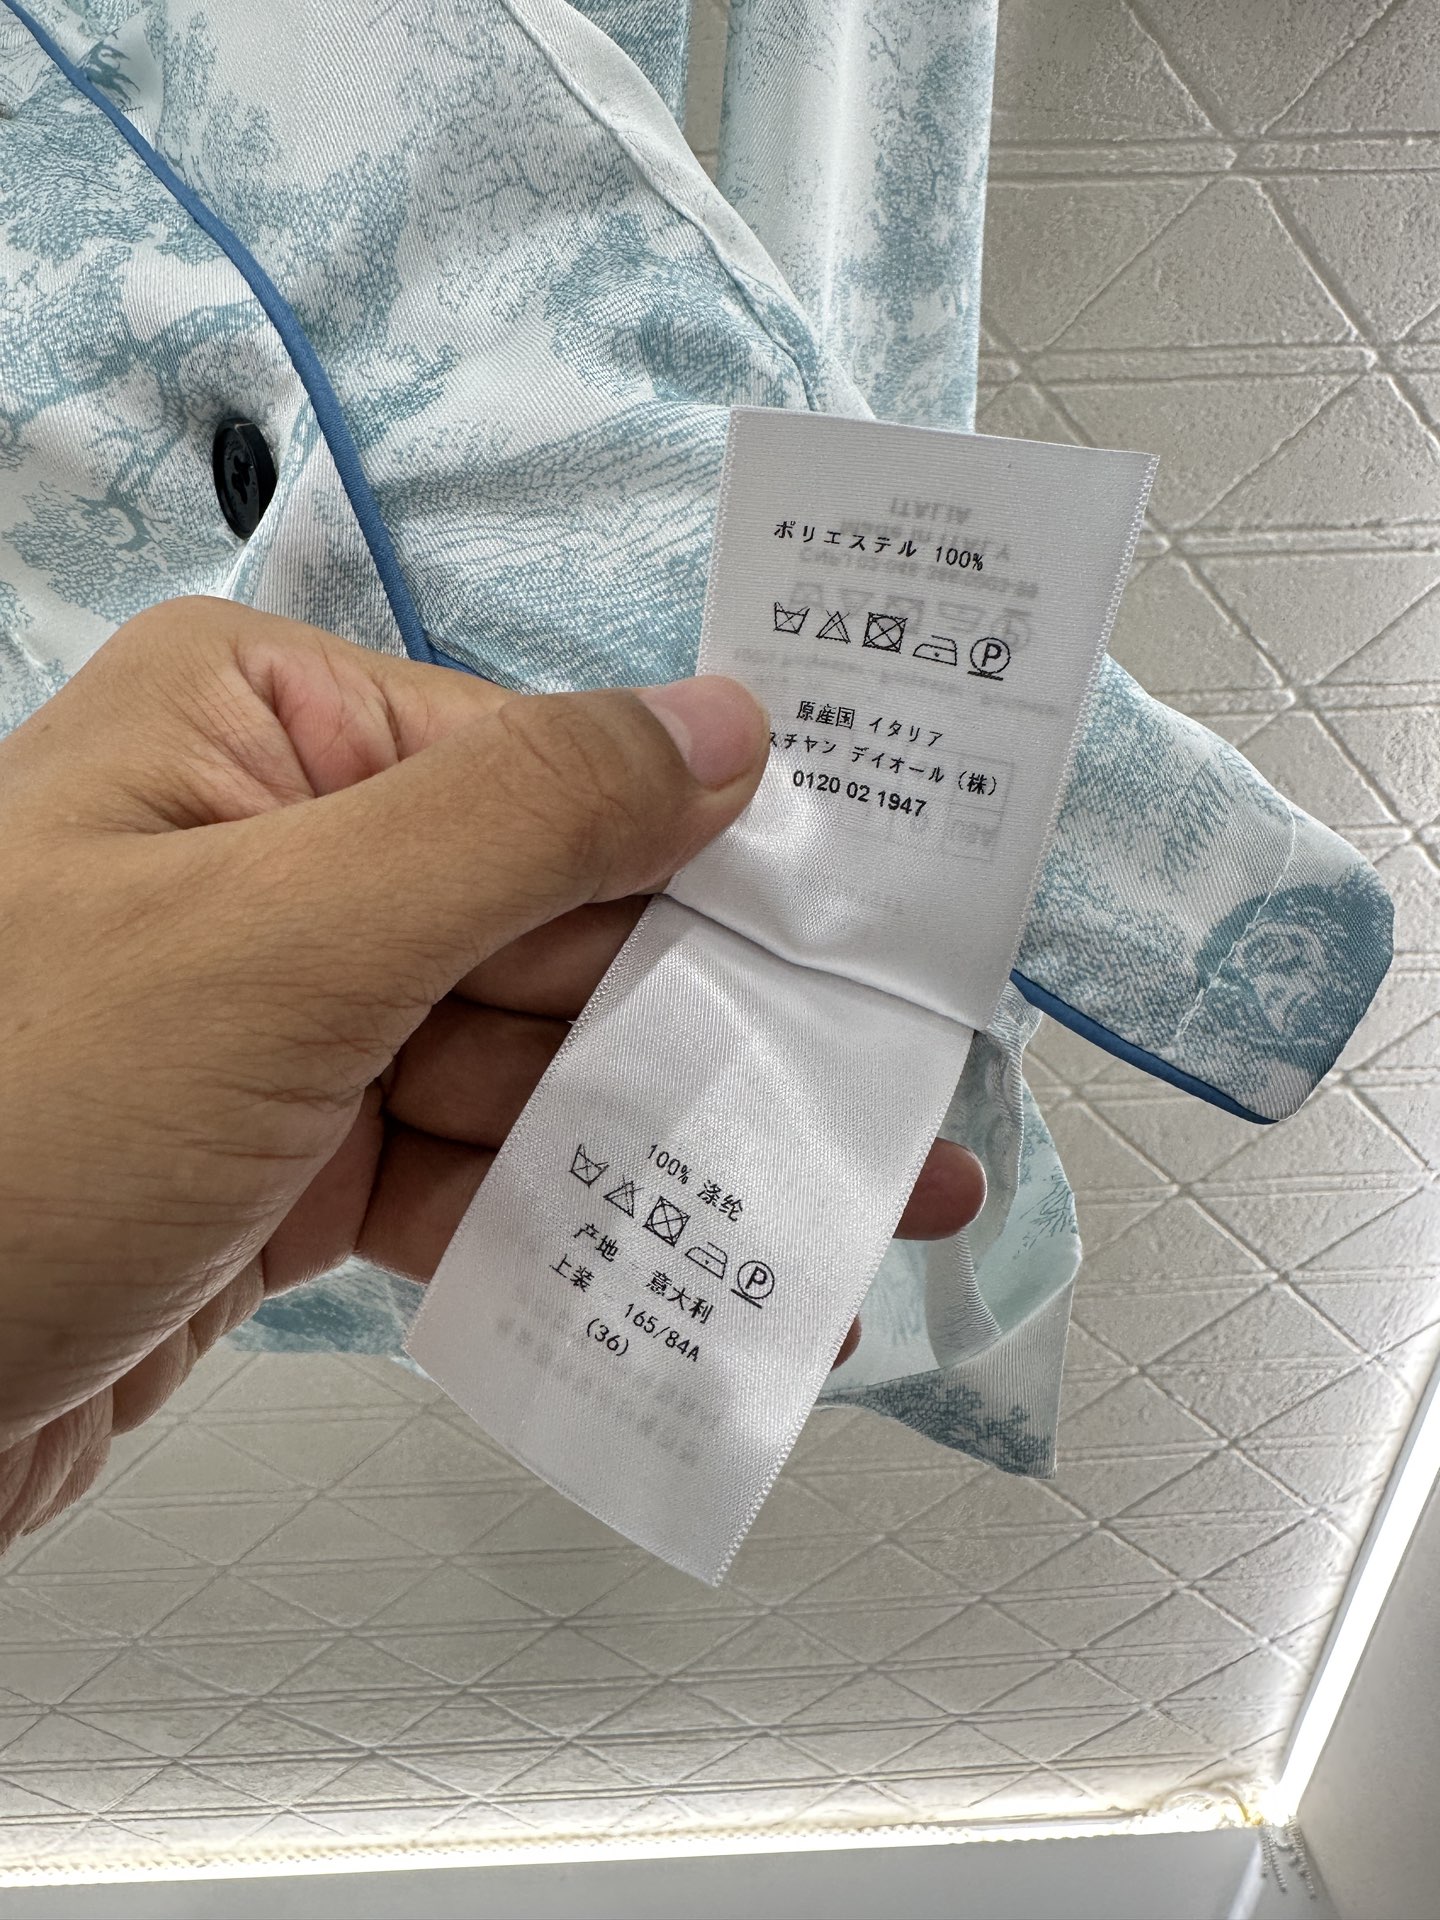 ポリエステル 100%
原産国 イタリア
スチヤン デイオール (株)
0120 02 1947
100% 涤纶
产地 意大利
上装 165/84A
(36)